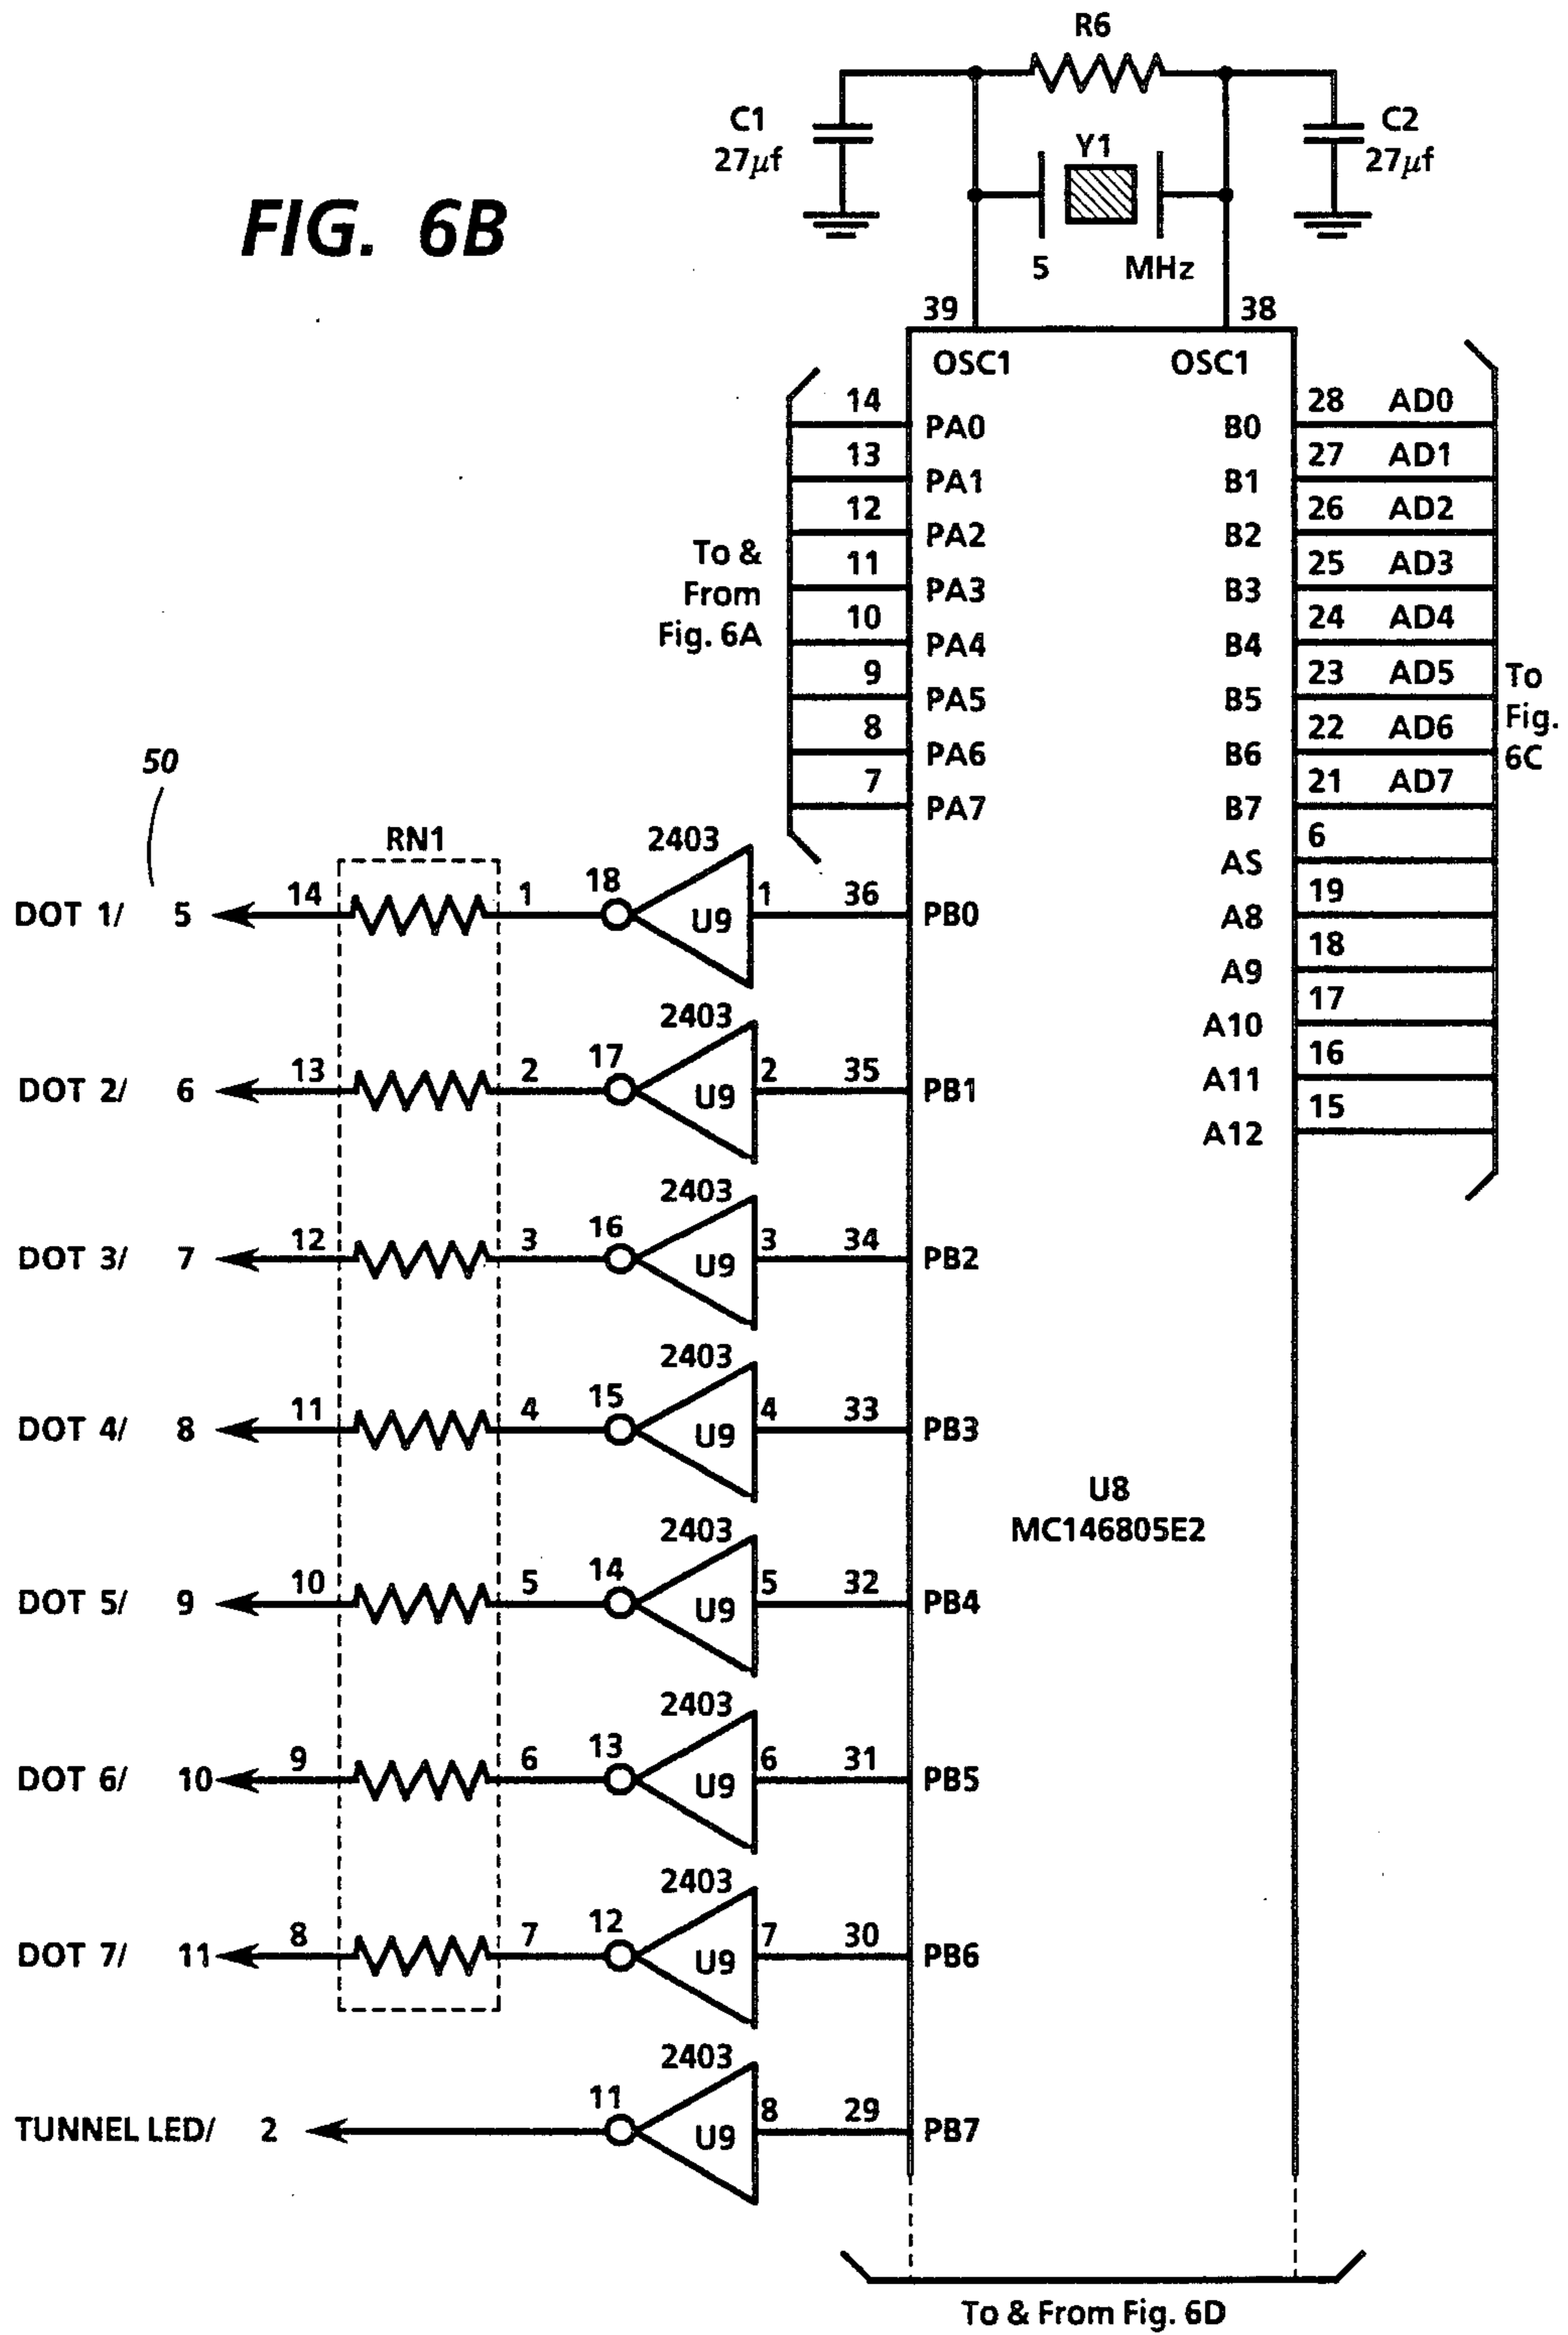 R6
C1
27μf
Y1
C2
27μf
FIG. 6B
5 MHz
39 38
OSC1 OSC1
14 PA0 B0 28 AD0
13 PA1 B1 27 AD1
12 PA2 B2 26 AD2
11 PA3 B3 25 AD3
10 PA4 B4 24 AD4
9 PA5 B5 23 AD5
8 PA6 B6 22 AD6
7 PA7 B7 21 AD7
To &
From
Fig. 6A
To
Fig.
6C
AS 6
A8 19
A9 18
A10 17
A11 16
A12 15
50
RN1
2403
DOT 1/ 5 14 1 18 U9 1 36 PB0
2403
DOT 2/ 6 13 2 17 U9 2 35 PB1
2403
DOT 3/ 7 12 3 16 U9 3 34 PB2
2403
DOT 4/ 8 11 4 15 U9 4 33 PB3
U8
MC146805E2
2403
DOT 5/ 9 10 5 14 U9 5 32 PB4
2403
DOT 6/ 10 9 6 13 U9 6 31 PB5
2403
DOT 7/ 11 8 7 12 U9 7 30 PB6
2403
TUNNEL LED/ 2 11 U9 8 29 PB7
To & From Fig. 6D